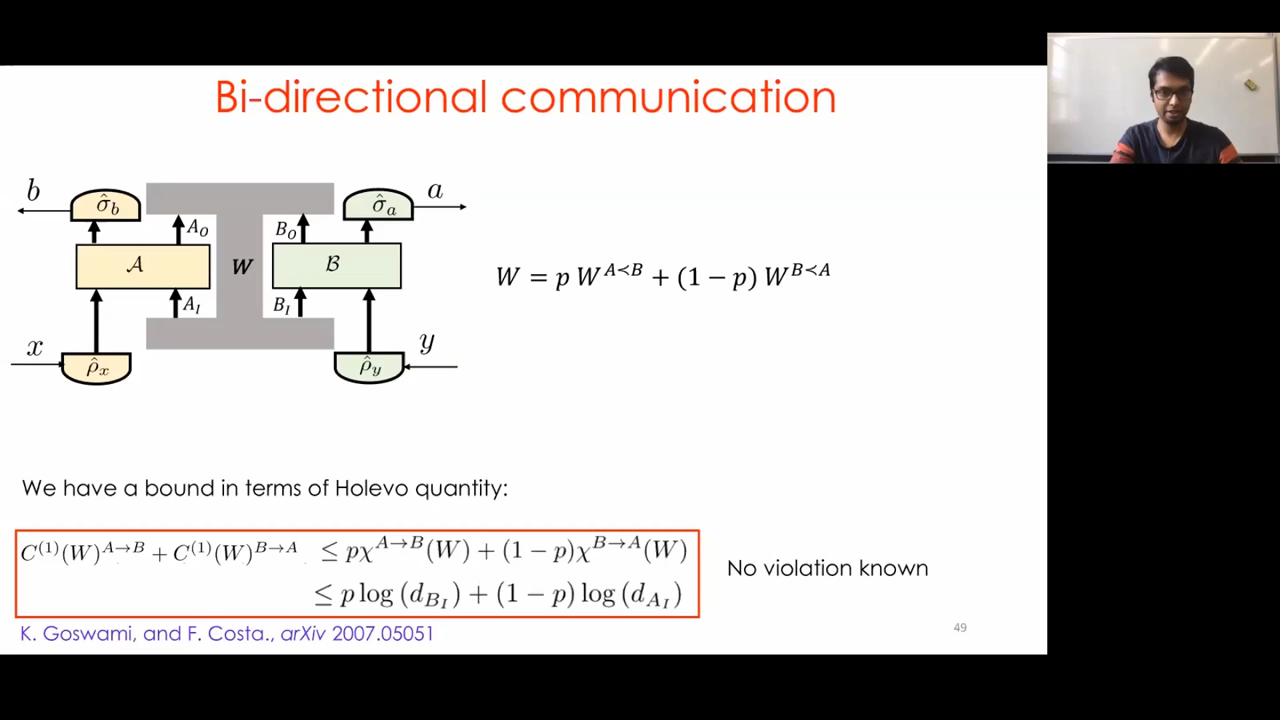 Bi-directional communication
b
σ̂_b
σ̂_a
a
A_O
B_O
𝒜
W
ℬ
W = p W^{A≺B} + (1 − p) W^{B≺A}
A_I
B_I
x
ρ̂_x
ρ̂_y
y
We have a bound in terms of Holevo quantity:
C^{(1)}(W)^{A→B} + C^{(1)}(W)^{B→A} ≤ pχ^{A→B}(W) + (1 − p)χ^{B→A}(W)
≤ p log (d_{B_I}) + (1 − p) log (d_{A_I})
No violation known
K. Goswami, and F. Costa., arXiv 2007.05051
49